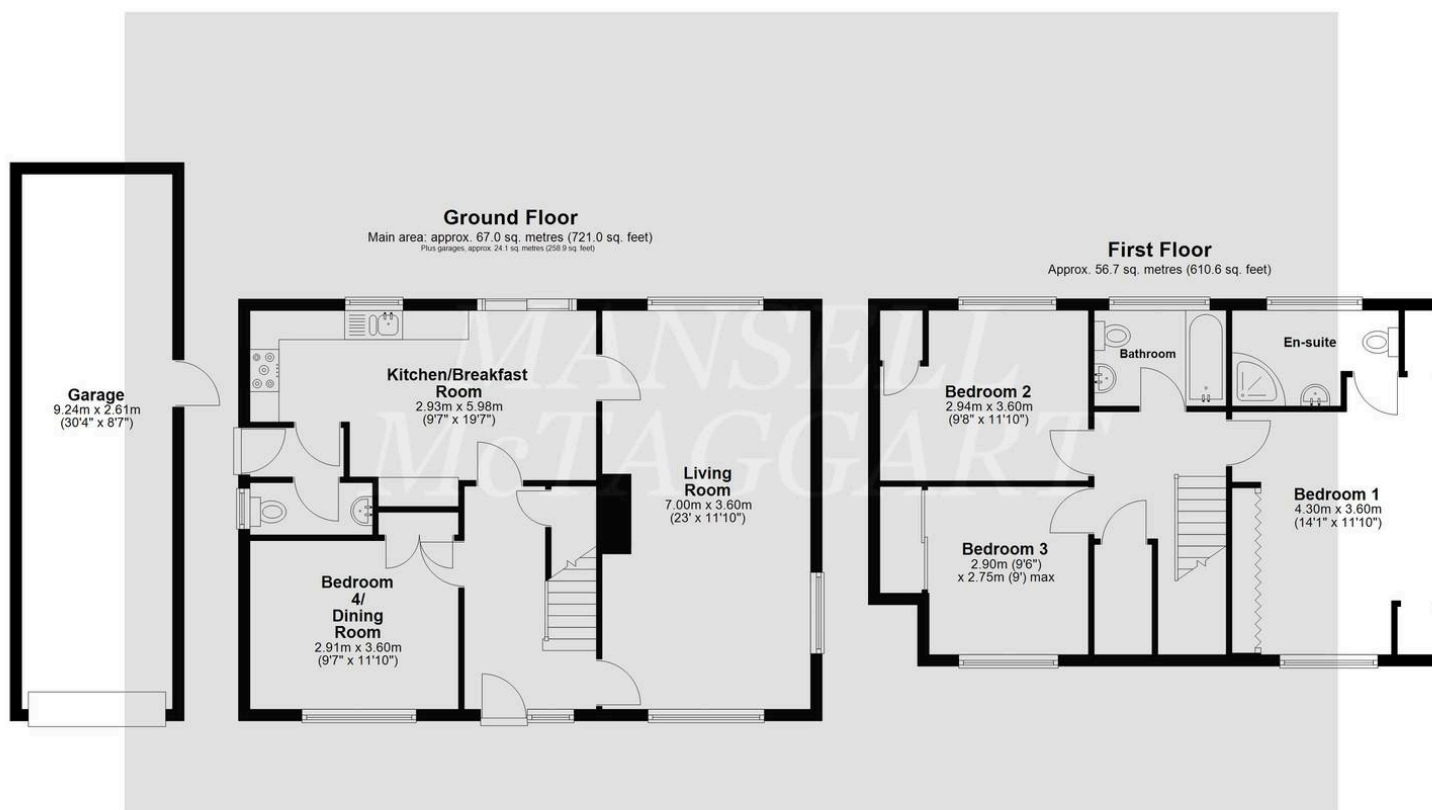 Ground Floor
Main area: approx. 67.0 sq. metres (721.0 sq. feet)
Plus garages, approx. 24.1 sq. metres (258.9 sq. feet)
First Floor
Approx. 56.7 sq. metres (610.6 sq. feet)
Garage
9.24m x 2.61m
(30'4" x 8'7")
Kitchen/Breakfast
Room
2.93m x 5.98m
(9'7" x 19'7")
Living
Room
7.00m x 3.60m
(23' x 11'10")
Bedroom
4/
Dining
Room
2.91m x 3.60m
(9'7" x 11'10")
Bedroom 2
2.94m x 3.60m
(9'8" x 11'10")
Bathroom
En-suite
Bedroom 3
2.90m (9'6")
x 2.75m (9') max
Bedroom 1
4.30m x 3.60m
(14'1" x 11'10")
MANSELL
McTAGGART